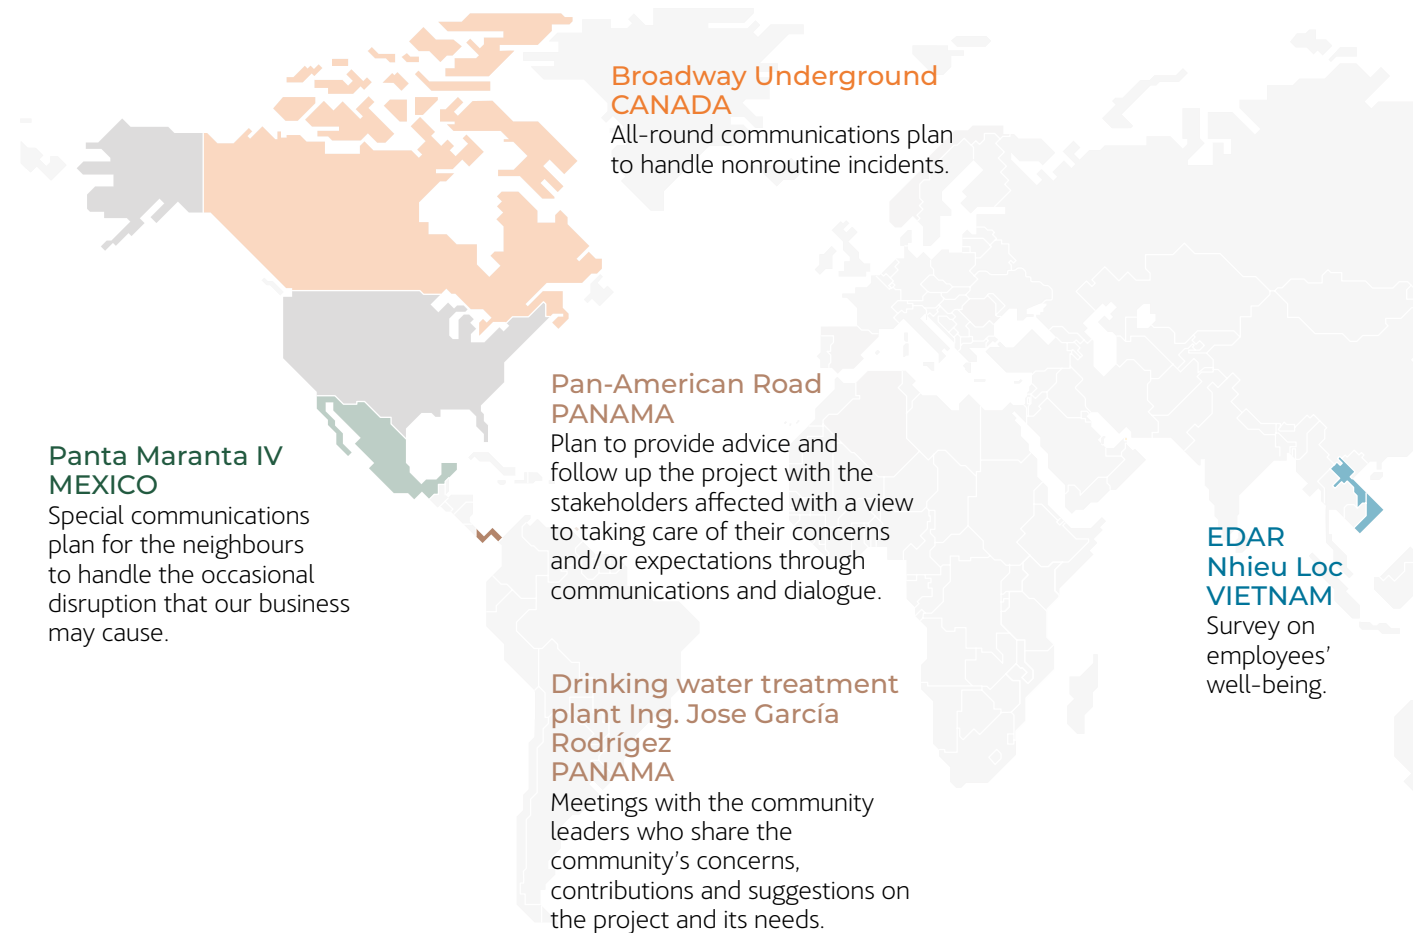 Broadway Underground
CANADA
All-round communications plan
to handle nonroutine incidents.
Pan-American Road
PANAMA
Plan to provide advice and
follow up the project with the
stakeholders affected with a view
to taking care of their concerns
and/or expectations through
communications and dialogue.
Panta Maranta IV
MEXICO
Special communications
plan for the neighbours
to handle the occasional
disruption that our business
may cause.
EDAR
Nhieu Loc
VIETNAM
Survey on
employees’
well-being.
Drinking water treatment
plant Ing. Jose García
Rodrígez
PANAMA
Meetings with the community
leaders who share the
community’s concerns,
contributions and suggestions on
the project and its needs.